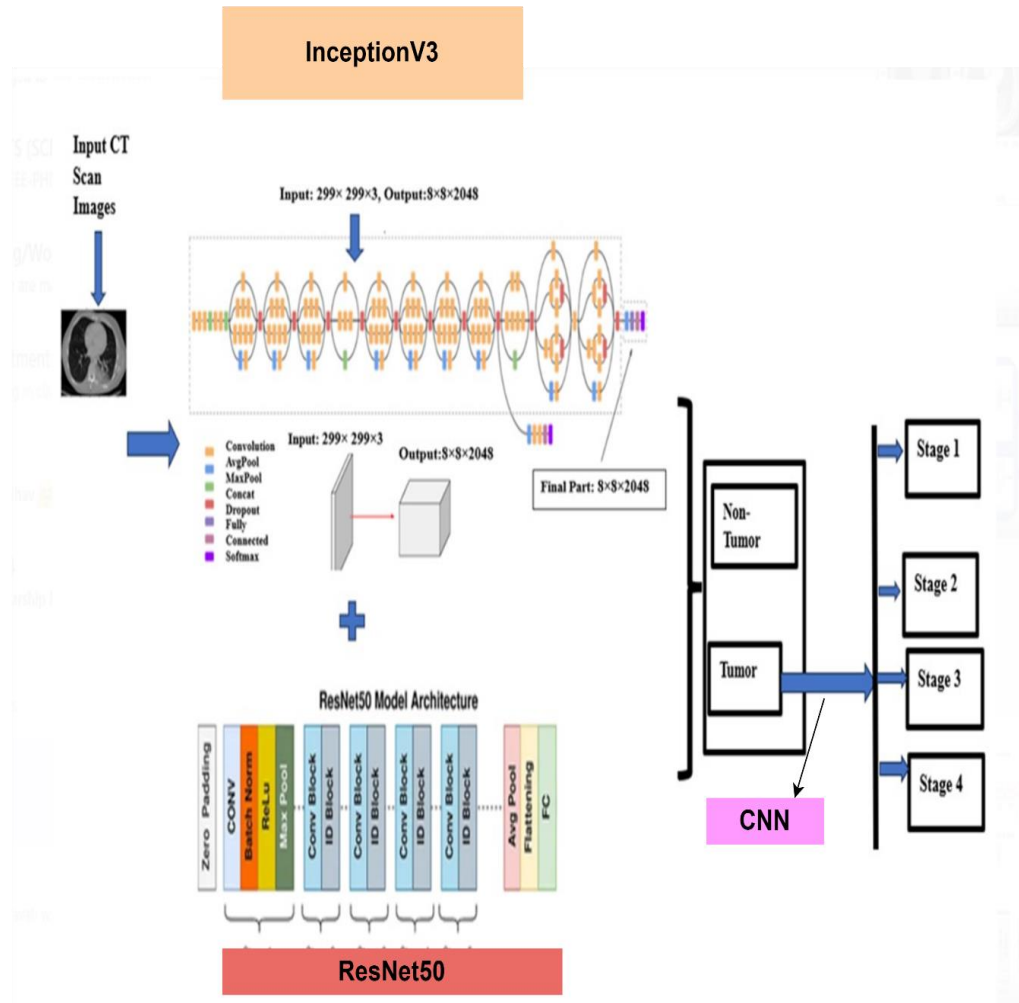 InceptionV3
Input CT
Scan
Images
Input: 299× 299×3, Output:8×8×2048
Input: 299× 299×3
Output:8×8×2048
Convolution
AvgPool
MaxPool
Concat
Dropout
Fully
Connected
Softmax
Final Part: 8×8×2048
Non-
Tumor
Tumor
Stage 1
Stage 2
Stage 3
Stage 4
CNN
ResNet50 Model Architecture
Zero Padding
CONV
Batch Norm
ReLu
Max Pool
Conv Block
ID Block
Conv Block
ID Block
Conv Block
ID Block
Conv Block
ID Block
Avg Pool
Flattening
FC
ResNet50